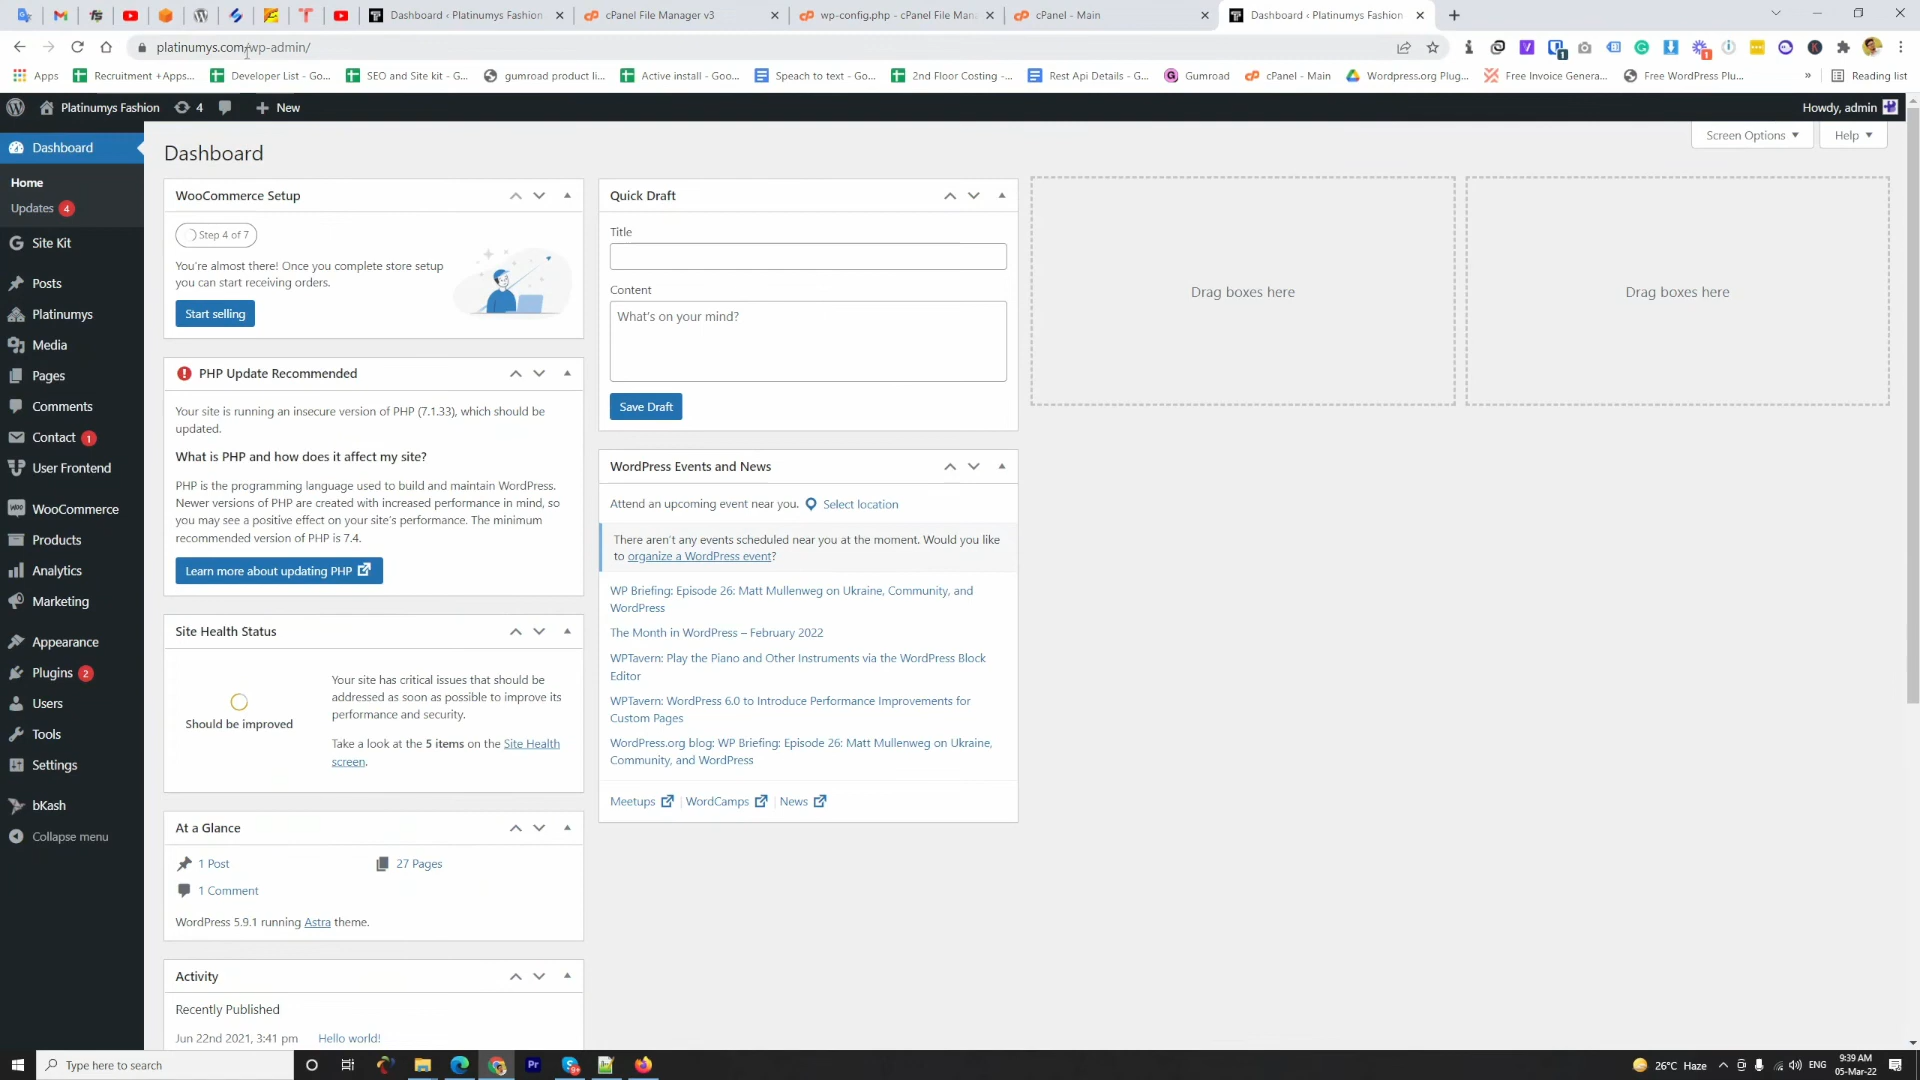 Dashboard ‹ Platinumys Fashion
cPanel File Manager v3
wp-config.php - cPanel File Mana
cPanel - Main
Dashboard ‹ Platinumys Fashion
platinumys.com/wp-admin/
Apps
Recruitment +Apps...
Developer List - Go...
SEO and Site kit - G...
gumroad product li...
Active install - Goo...
Speach to text - Go...
2nd Floor Costing -...
Rest Api Details - G...
Gumroad
cPanel - Main
Wordpress.org Plug...
Free Invoice Genera...
Free WordPress Plu...
»
Reading list
Platinumys Fashion
4
New
Howdy, admin
Screen Options
Help
Dashboard
Home
Updates 4
Site Kit
Posts
Platinumys
Media
Pages
Comments
Contact 1
User Frontend
WooCommerce
Products
Analytics
Marketing
Appearance
Plugins 2
Users
Tools
Settings
bKash
Collapse menu
Dashboard
WooCommerce Setup
Step 4 of 7
You're almost there! Once you complete store setup
you can start receiving orders.
Start selling
PHP Update Recommended
Your site is running an insecure version of PHP (7.1.33), which should be
updated.
What is PHP and how does it affect my site?
PHP is the programming language used to build and maintain WordPress.
Newer versions of PHP are created with increased performance in mind, so
you may see a positive effect on your site's performance. The minimum
recommended version of PHP is 7.4.
Learn more about updating PHP
Site Health Status
Should be improved
Your site has critical issues that should be
addressed as soon as possible to improve its
performance and security.
Take a look at the 5 items on the Site Health
screen.
At a Glance
1 Post
27 Pages
1 Comment
WordPress 5.9.1 running Astra theme.
Activity
Recently Published
Jun 22nd 2021, 3:41 pm
Hello world!
Quick Draft
Title
Content
What's on your mind?
Save Draft
WordPress Events and News
Attend an upcoming event near you.
Select location
There aren't any events scheduled near you at the moment. Would you like
to organize a WordPress event?
WP Briefing: Episode 26: Matt Mullenweg on Ukraine, Community, and
WordPress
The Month in WordPress – February 2022
WPTavern: Play the Piano and Other Instruments via the WordPress Block
Editor
WPTavern: WordPress 6.0 to Introduce Performance Improvements for
Custom Pages
WordPress.org blog: WP Briefing: Episode 26: Matt Mullenweg on Ukraine,
Community, and WordPress
Meetups
WordCamps
News
Drag boxes here
Drag boxes here
Type here to search
26°C Haze
ENG
9:39 AM
05-Mar-22